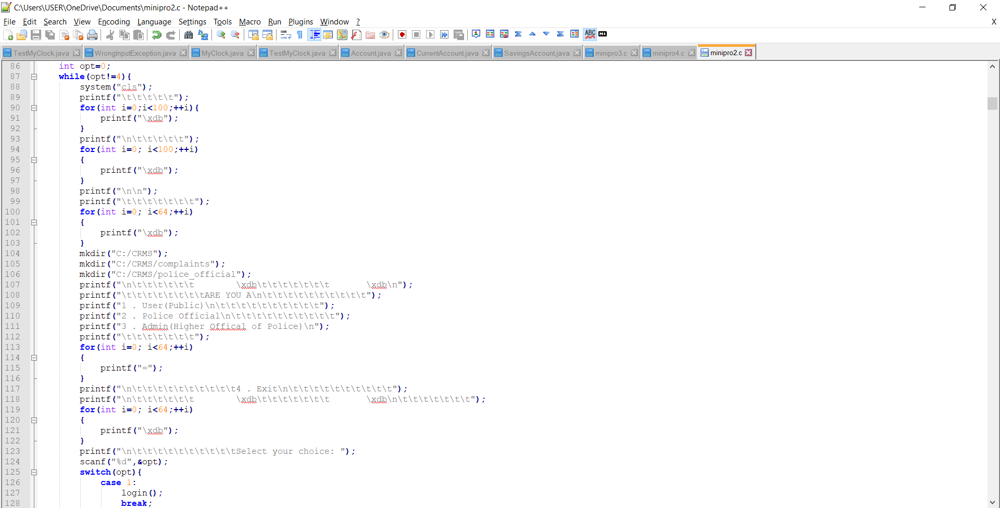 C:\Users\USER\OneDrive\Documents\minipro2.c - Notepad++
File Edit Search View Encoding Language Settings Tools Macro Run Plugins Window ? X
TestMyClock.java WrongInputException.java MyClock.java TestMyClock.java Account.java CurrentAccount.java SavingsAccount.java minipro3.c minipro4.c minipro2.c
86 int opt=0;
87 while(opt!=4){
88 system("cls");
89 printf("\t\t\t\t\t");
90 for(int i=0;i<100;++i){
91 printf("\xdb");
92 }
93 printf("\n\t\t\t\t\t");
94 for(int i=0; i<100;++i)
95 {
96 printf("\xdb");
97 }
98 printf("\n\n");
99 printf("\t\t\t\t\t\t\t");
100 for(int i=0; i<64;++i)
101 {
102 printf("\xdb");
103 }
104 mkdir("C:/CRMS");
105 mkdir("C:/CRMS/complaints");
106 mkdir("C:/CRMS/police_official");
107 printf("\n\t\t\t\t\t\t        \xdb\t\t\t\t\t\t\t       \xdb\n");
108 printf("\t\t\t\t\t\t\t\tARE YOU A\n\t\t\t\t\t\t\t\t\t\t");
109 printf("1 . User(Public)\n\t\t\t\t\t\t\t\t\t\t");
110 printf("2 . Police Official\n\t\t\t\t\t\t\t\t\t\t");
111 printf("3 . Admin(Higher Offical of Police)\n");
112 printf("\t\t\t\t\t\t\t");
113 for(int i=0; i<64;++i)
114 {
115 printf("=");
116 }
117 printf("\n\t\t\t\t\t\t\t\t\t\t4 . Exit\n\t\t\t\t\t\t\t\t\t\t");
118 printf("\n\t\t\t\t\t\t        \xdb\t\t\t\t\t\t\t       \xdb\n\t\t\t\t\t\t\t");
119 for(int i=0; i<64;++i)
120 {
121 printf("\xdb");
122 }
123 printf("\n\t\t\t\t\t\t\t\t\t\tSelect your choice: ");
124 scanf("%d",&opt);
125 switch(opt){
126 case 1:
127 login();
128 break;